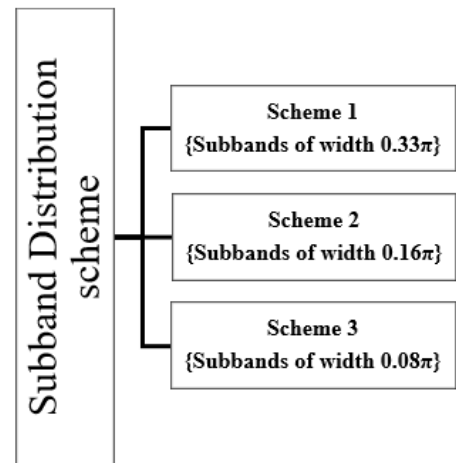 Subband Distribution
scheme
Scheme 1
{Subbands of width 0.33π}
Scheme 2
{Subbands of width 0.16π}
Scheme 3
{Subbands of width 0.08π}